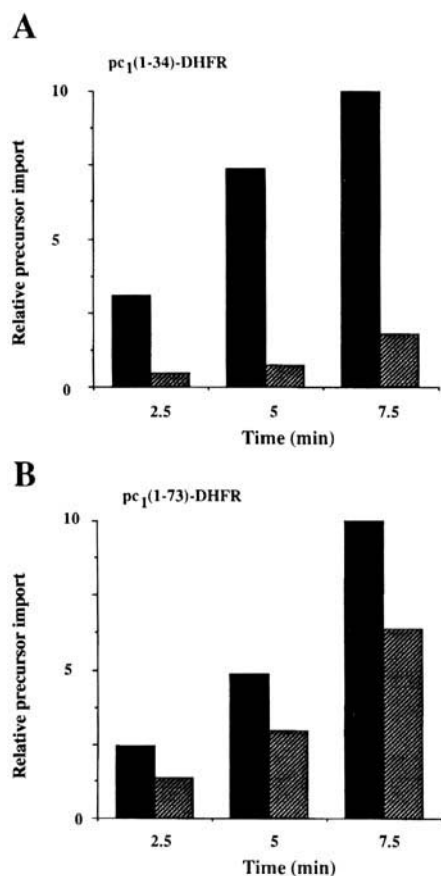 A
pc1(1-34)-DHFR
10
5
0
Relative precursor import
2.5 5 7.5
Time (min)
B
pc1(1-73)-DHFR
10
5
0
Relative precursor import
2.5 5 7.5
Time (min)